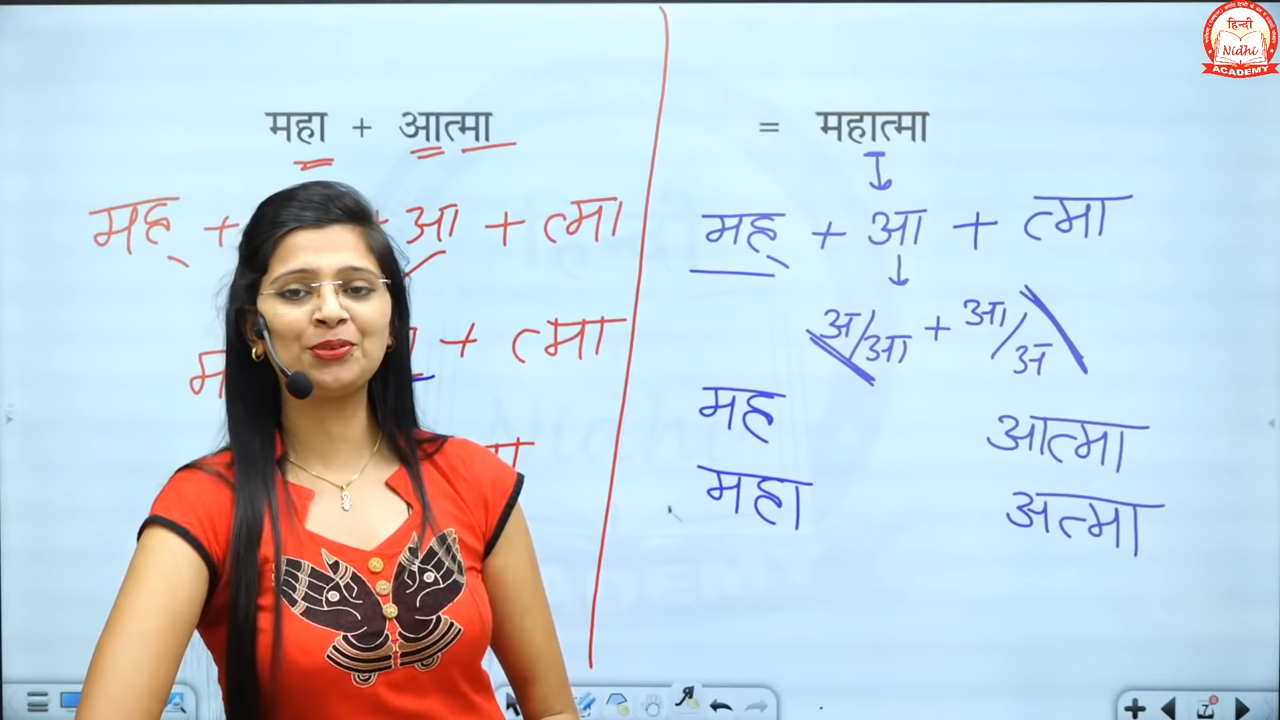 महा + आत्मा = महात्मा
मह् + + आ + त्मा
+ त्मा
मह् + आ + त्मा
अ/आ + आ/अ
मह आत्मा
महा अत्मा
हिन्दी
Nidhi
ACADEMY